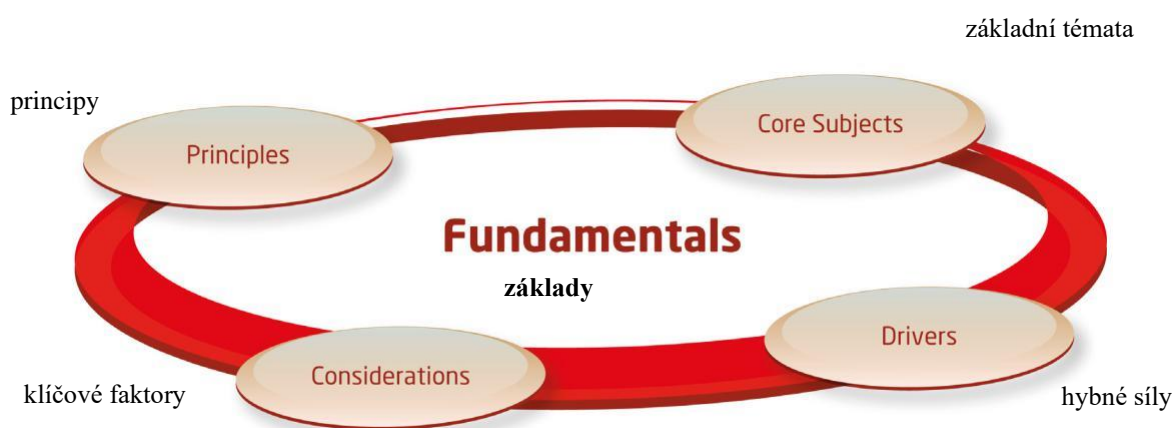 základní témata
principy
Core Subjects
Principles
Fundamentals
základy
Drivers
Considerations
klíčové faktory
hybné síly